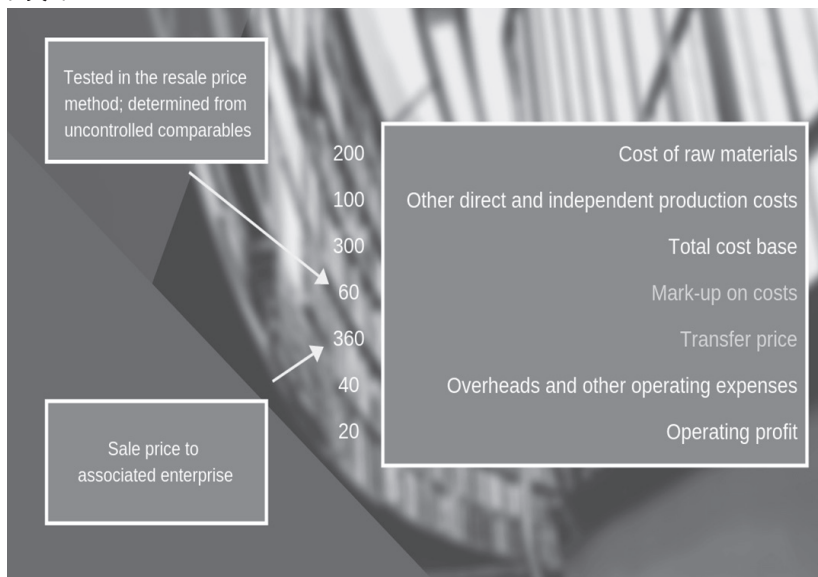 Tested in the resale price
method; determined from
uncontrolled comparables
200 Cost of raw materials
100 Other direct and independent production costs
300 Total cost base
60 Mark-up on costs
360 Transfer price
40 Overheads and other operating expenses
20 Operating profit
Sale price to
associated enterprise